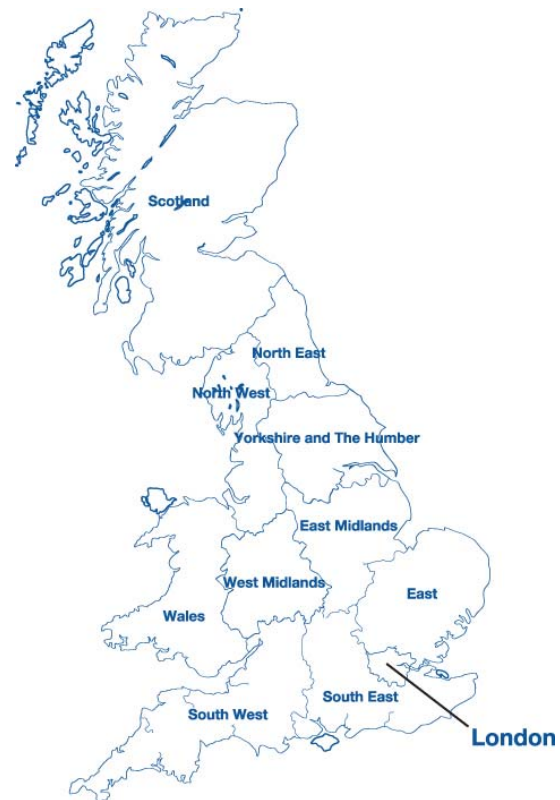 Scotland
North East
North West
Yorkshire and The Humber
East Midlands
West Midlands
East
Wales
South East
South West
London